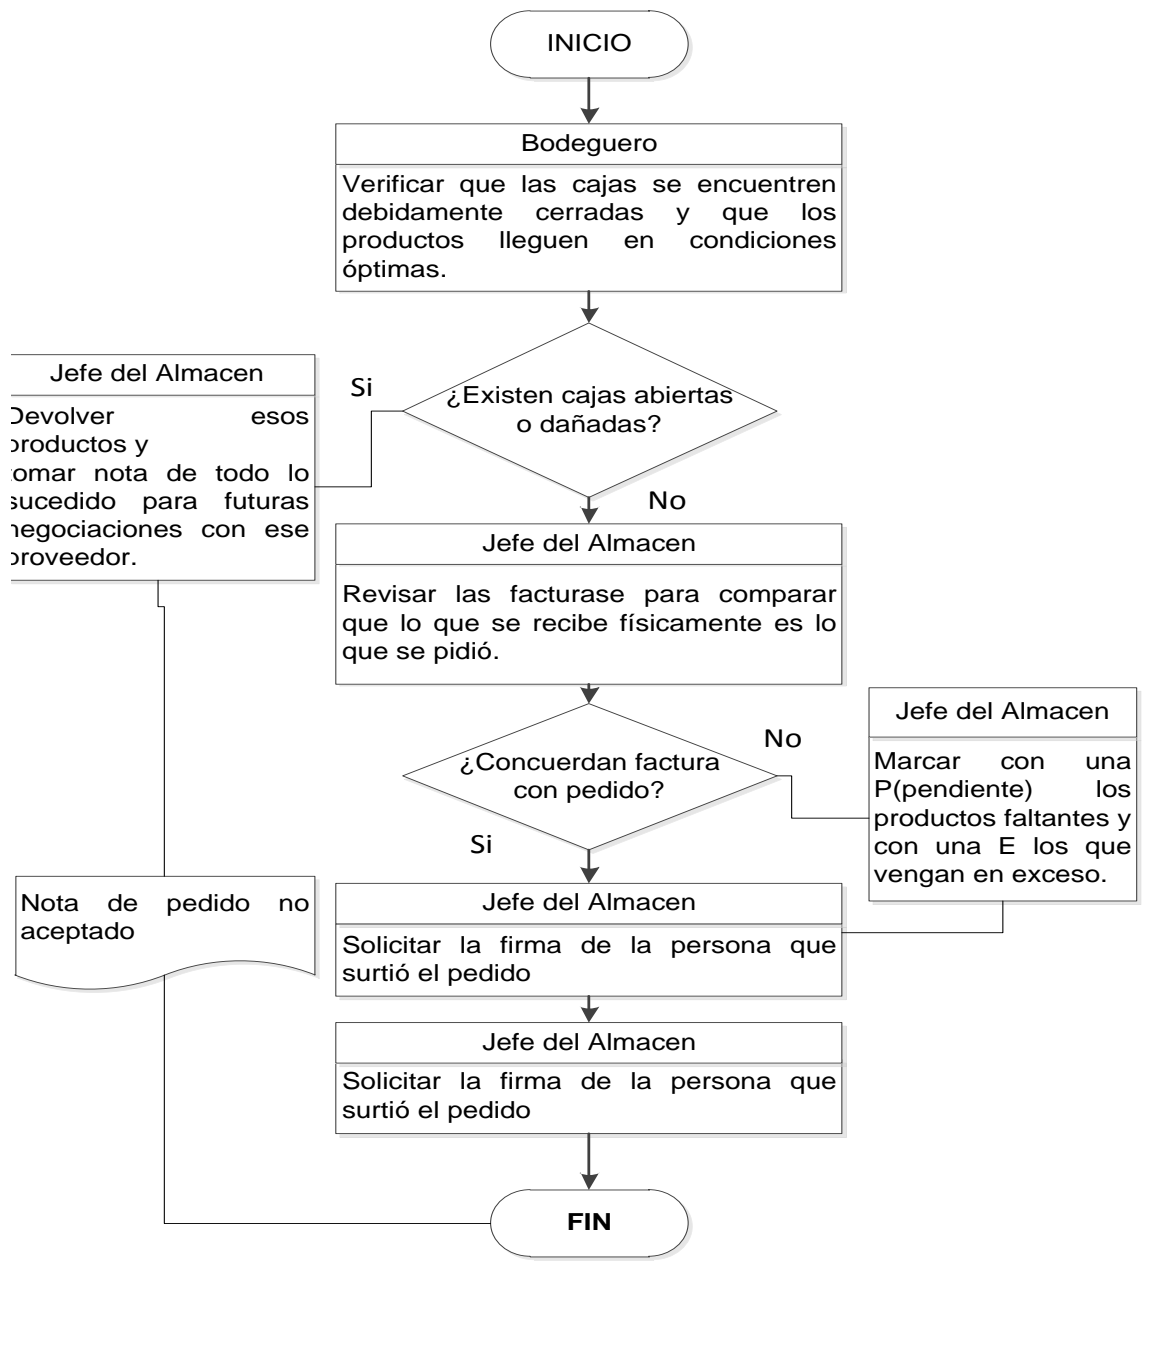 INICIO
Bodeguero
Verificar que las cajas se encuentren
debidamente cerradas y que los
productos lleguen en condiciones
óptimas.
¿Existen cajas abiertas
o dañadas?
Si
Jefe del Almacen
Devolver esos
productos y
tomar nota de todo lo
sucedido para futuras
negociaciones con ese
proveedor.
No
Jefe del Almacen
Revisar las facturase para comparar
que lo que se recibe físicamente es lo
que se pidió.
¿Concuerdan factura
con pedido?
No
Jefe del Almacen
Marcar con una
P(pendiente) los
productos faltantes y
con una E los que
vengan en exceso.
Si
Jefe del Almacen
Solicitar la firma de la persona que
surtió el pedido
Nota de pedido no
aceptado
Jefe del Almacen
Solicitar la firma de la persona que
surtió el pedido
FIN